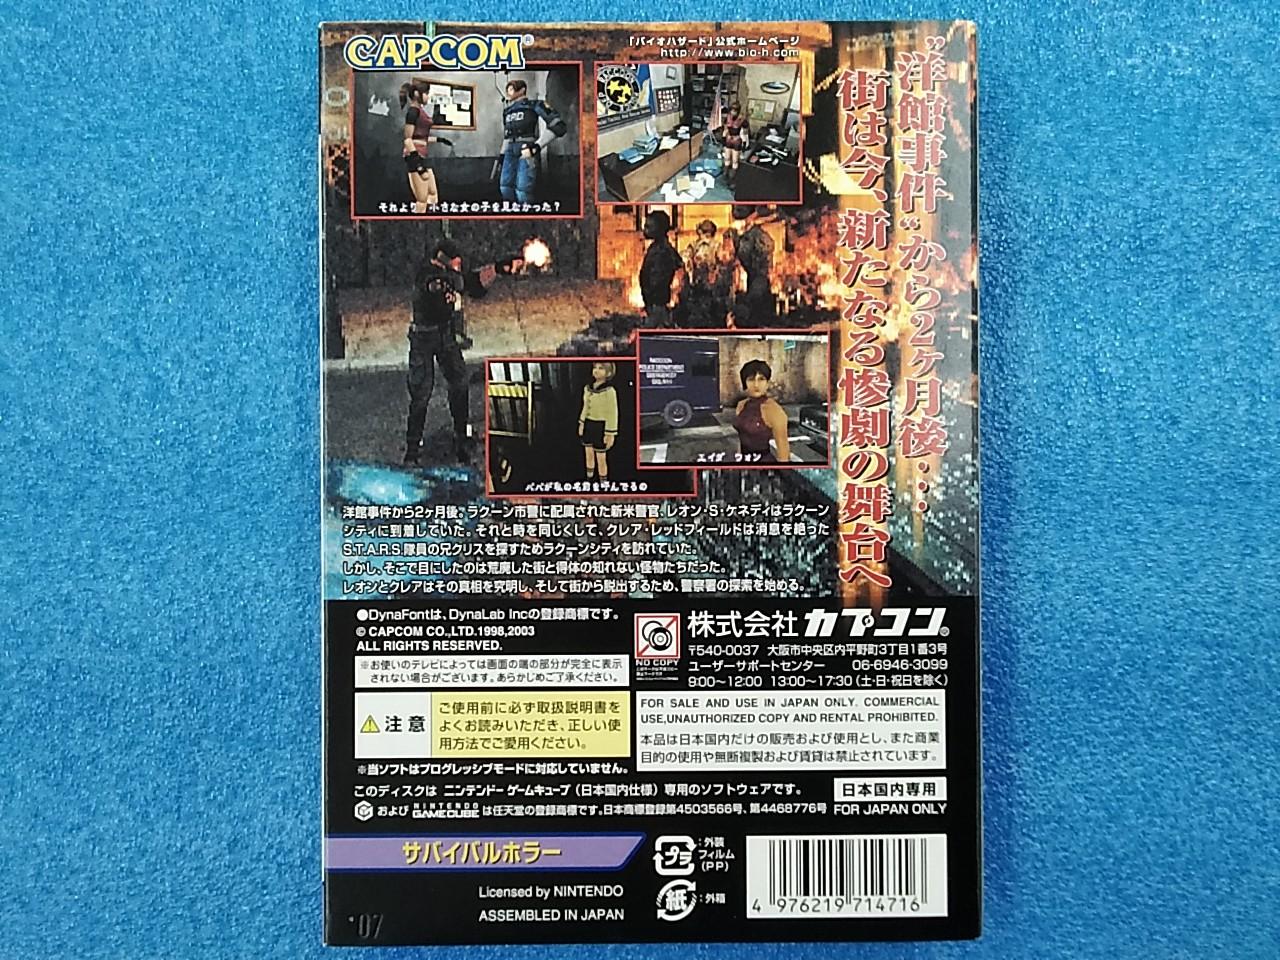 CAPCOM®
「バイオハザード」公式ホームページ
http://www.bio-h.com
"洋館事件"から2ヶ月後・・・
街は今、新たなる惨劇の舞台へ
R.P.D.
それより 小さな女の子を見なかった?
RACCOON
POLICE DEPARTMENT
エイダ ウォン
パパが私の名前を呼んでるの
洋館事件から2ヶ月後。ラクーン市警に配属された新米警官、レオン・S・ケネディはラクーン
シティに到着していた。それと時を同じくして、クレア・レッドフィールドは消息を絶った
S.T.A.R.S.隊員の兄クリスを探すためラクーンシティを訪れていた。
しかし、そこで目にしたのは荒廃した街と得体の知れない怪物たちだった。
レオンとクレアはその真相を究明し、そして街から脱出するため、警察署の探索を始める。
●DynaFontは、DynaLab Incの登録商標です。
© CAPCOM CO.,LTD.1998,2003
ALL RIGHTS RESERVED.
※お使いのテレビによっては画面の端の部分が完全に表示
されない場合がございます。あらかじめご了承ください。
NO COPY
株式会社カプコン®
〒540-0037 大阪市中央区内平野町3丁目1番3号
ユーザーサポートセンター 06-6946-3099
9:00~12:00 13:00~17:30(土・日・祝日を除く)
注意
ご使用前に必ず取扱説明書を
よくお読みいただき、正しい使
用方法でご愛用ください。
FOR SALE AND USE IN JAPAN ONLY. COMMERCIAL
USE,UNAUTHORIZED COPY AND RENTAL PROHIBITED.
本品は日本国内だけの販売および使用とし、また商業
目的の使用や無断複製および賃貸は禁止されています。
※当ソフトはプログレッシブモードに対応していません。
このディスクは ニンテンドー ゲームキューブ(日本国内仕様)専用のソフトウェアです。
および NINTENDO GAMECUBE は任天堂の登録商標です。日本商標登録第4503566号、第4468776号
日本国内専用
FOR JAPAN ONLY
サバイバルホラー
Licensed by NINTENDO
ASSEMBLED IN JAPAN
プラ
:外装
フィルム
(PP)
紙
:外箱
4 976219 714716
'07